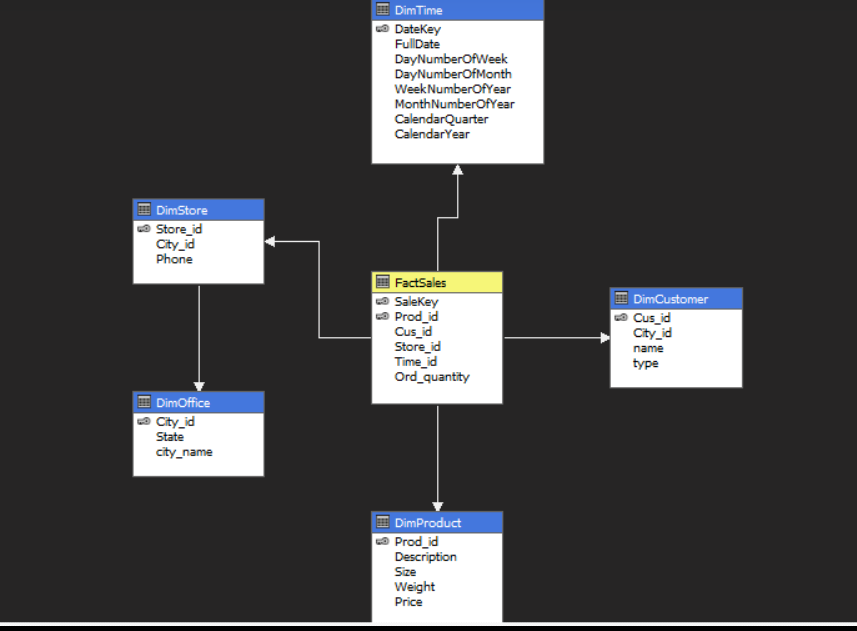 DimTime
DateKey
FullDate
DayNumberOfWeek
DayNumberOfMonth
WeekNumberOfYear
MonthNumberOfYear
CalendarQuarter
CalendarYear
DimStore
Store_id
City_id
Phone
FactSales
SaleKey
Prod_id
Cus_id
Store_id
Time_id
Ord_quantity
DimCustomer
Cus_id
City_id
name
type
DimOffice
City_id
State
city_name
DimProduct
Prod_id
Description
Size
Weight
Price